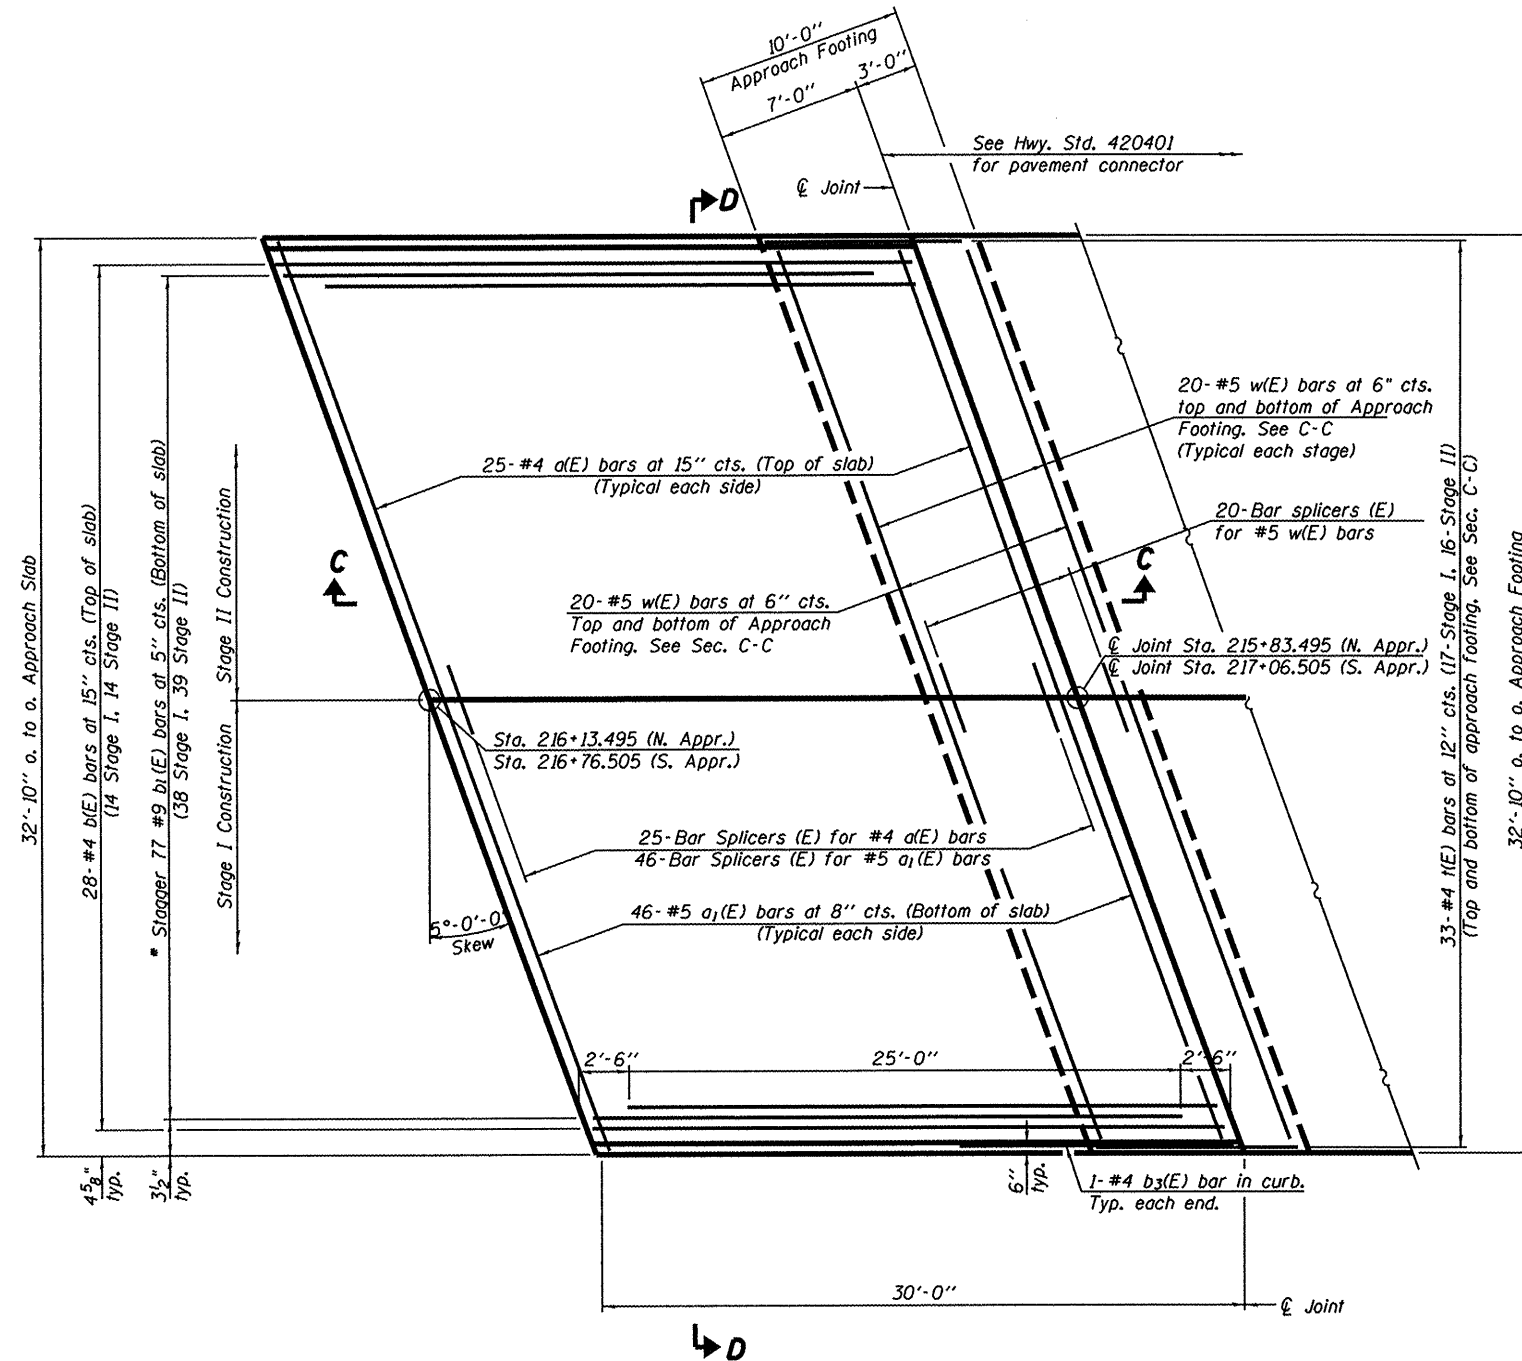 10'-0"
Approach Footing
3'-0"
7'-0"
See Hwy. Std. 420401
for pavement connector
℄ Joint
D
20-#5 w(E) bars at 6" cts.
top and bottom of Approach
Footing. See C-C
(Typical each stage)
25-#4 a(E) bars at 15" cts. (Top of slab)
(Typical each side)
20-Bar splicers (E)
for #5 w(E) bars
C
C
20-#5 w(E) bars at 6" cts.
Top and bottom of Approach
Footing. See Sec. C-C
℄ Joint Sta. 215+83.495 (N. Appr.)
℄ Joint Sta. 217+06.505 (S. Appr.)
Sta. 216+13.495 (N. Appr.)
Sta. 216+76.505 (S. Appr.)
32'-10" o. to o. Approach Slab
28-#4 b(E) bars at 15" cts. (Top of slab)
(14 Stage I, 14 Stage II)
* Stagger 77 #9 b1(E) bars at 5" cts. (Bottom of slab)
(38 Stage I, 39 Stage II)
Stage II Construction
Stage I Construction
33-#4 t(E) bars at 12" cts. (17-Stage I, 16-Stage II)
(Top and bottom of approach footing. See Sec. C-C)
32'-10" o. to o. Approach Footing
25-Bar Splicers (E) for #4 a(E) bars
46-Bar Splicers (E) for #5 a1(E) bars
46-#5 a1(E) bars at 8" cts. (Bottom of slab)
(Typical each side)
5°-0'-0"
Skew
2'-6"
25'-0"
2'-6"
4 5/8"
typ.
3 1/2"
typ.
6"
typ.
1-#4 b3(E) bar in curb.
Typ. each end.
30'-0"
℄ Joint
D